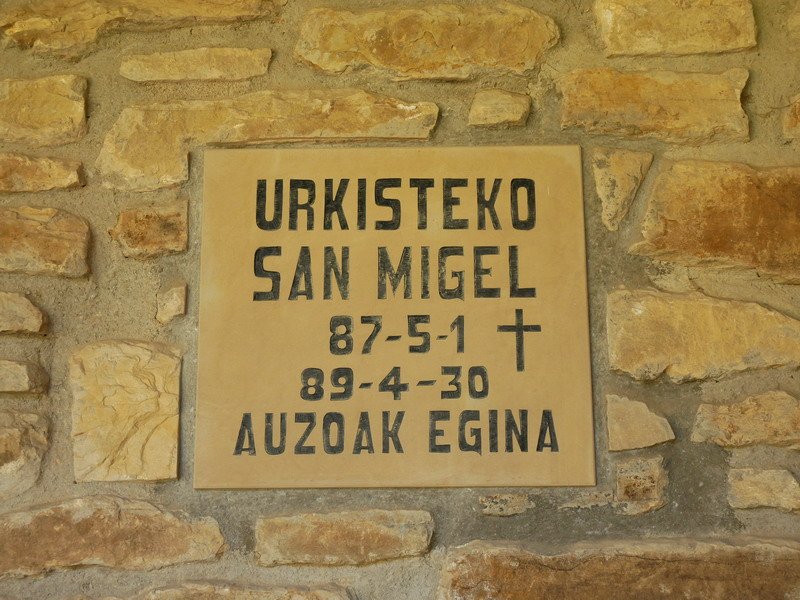 URKISTEKO
SAN MIGEL
87-5-1
89-4-30
AUZOAK EGINA